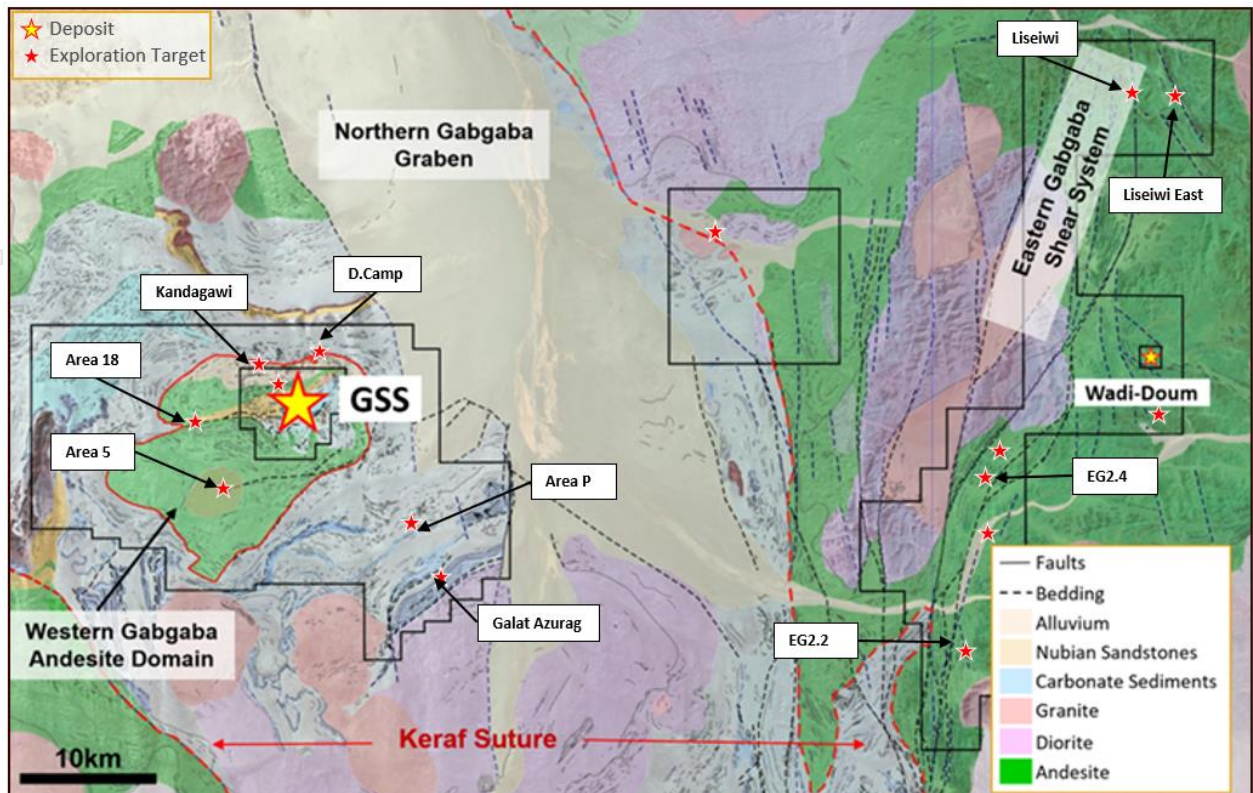 Deposit
Exploration Target
Liseiwi
Northern Gabgaba
Graben
Eastern Gabgaba
Shear System
Liseiwi East
D.Camp
Kandagawi
Area 18
GSS
Wadi-Doum
Area 5
Area P
EG2.4
Galat Azurag
EG2.2
Western Gabgaba
Andesite Domain
Keraf Suture
10km
Faults
Bedding
Alluvium
Nubian Sandstones
Carbonate Sediments
Granite
Diorite
Andesite